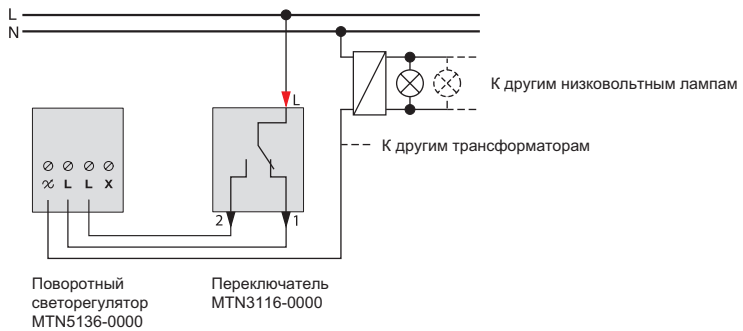 L
N
L
К другим низковольтным лампам
К другим трансформаторам
L L X
2 1
Поворотный
светорегулятор
MTN5136-0000
Переключатель
MTN3116-0000